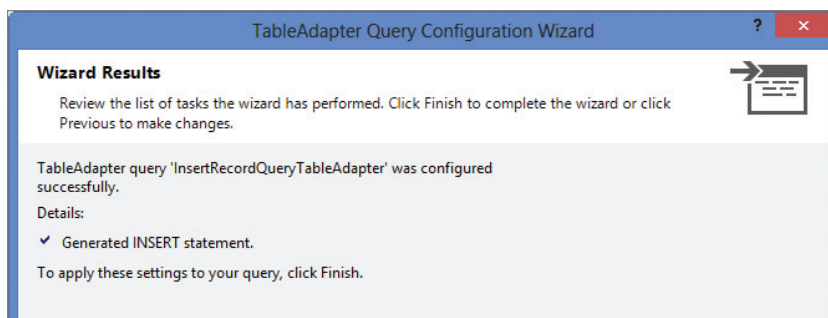 TableAdapter Query Configuration Wizard
?
Wizard Results
Review the list of tasks the wizard has performed. Click Finish to complete the wizard or click
Previous to make changes.
TableAdapter query 'InsertRecordQueryTableAdapter' was configured
successfully.
Details:
Generated INSERT statement.
To apply these settings to your query, click Finish.